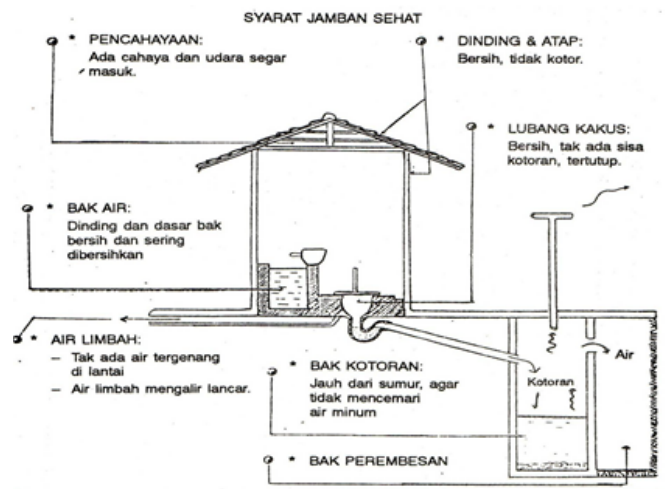 SYARAT JAMBAN SEHAT
* PENCAHAYAAN:
Ada cahaya dan udara segar
masuk.
* DINDING & ATAP:
Bersih, tidak kotor.
* LUBANG KAKUS:
Bersih, tak ada sisa
kotoran, tertutup.
* BAK AIR:
Dinding dan dasar bak
bersih dan sering
dibersihkan
* AIR LIMBAH:
– Tak ada air tergenang
di lantai
– Air limbah mengalir lancar.
* BAK KOTORAN:
Jauh dari sumur, agar
tidak mencemari
air minum
Kotoran
Air
* BAK PEREMBESAN